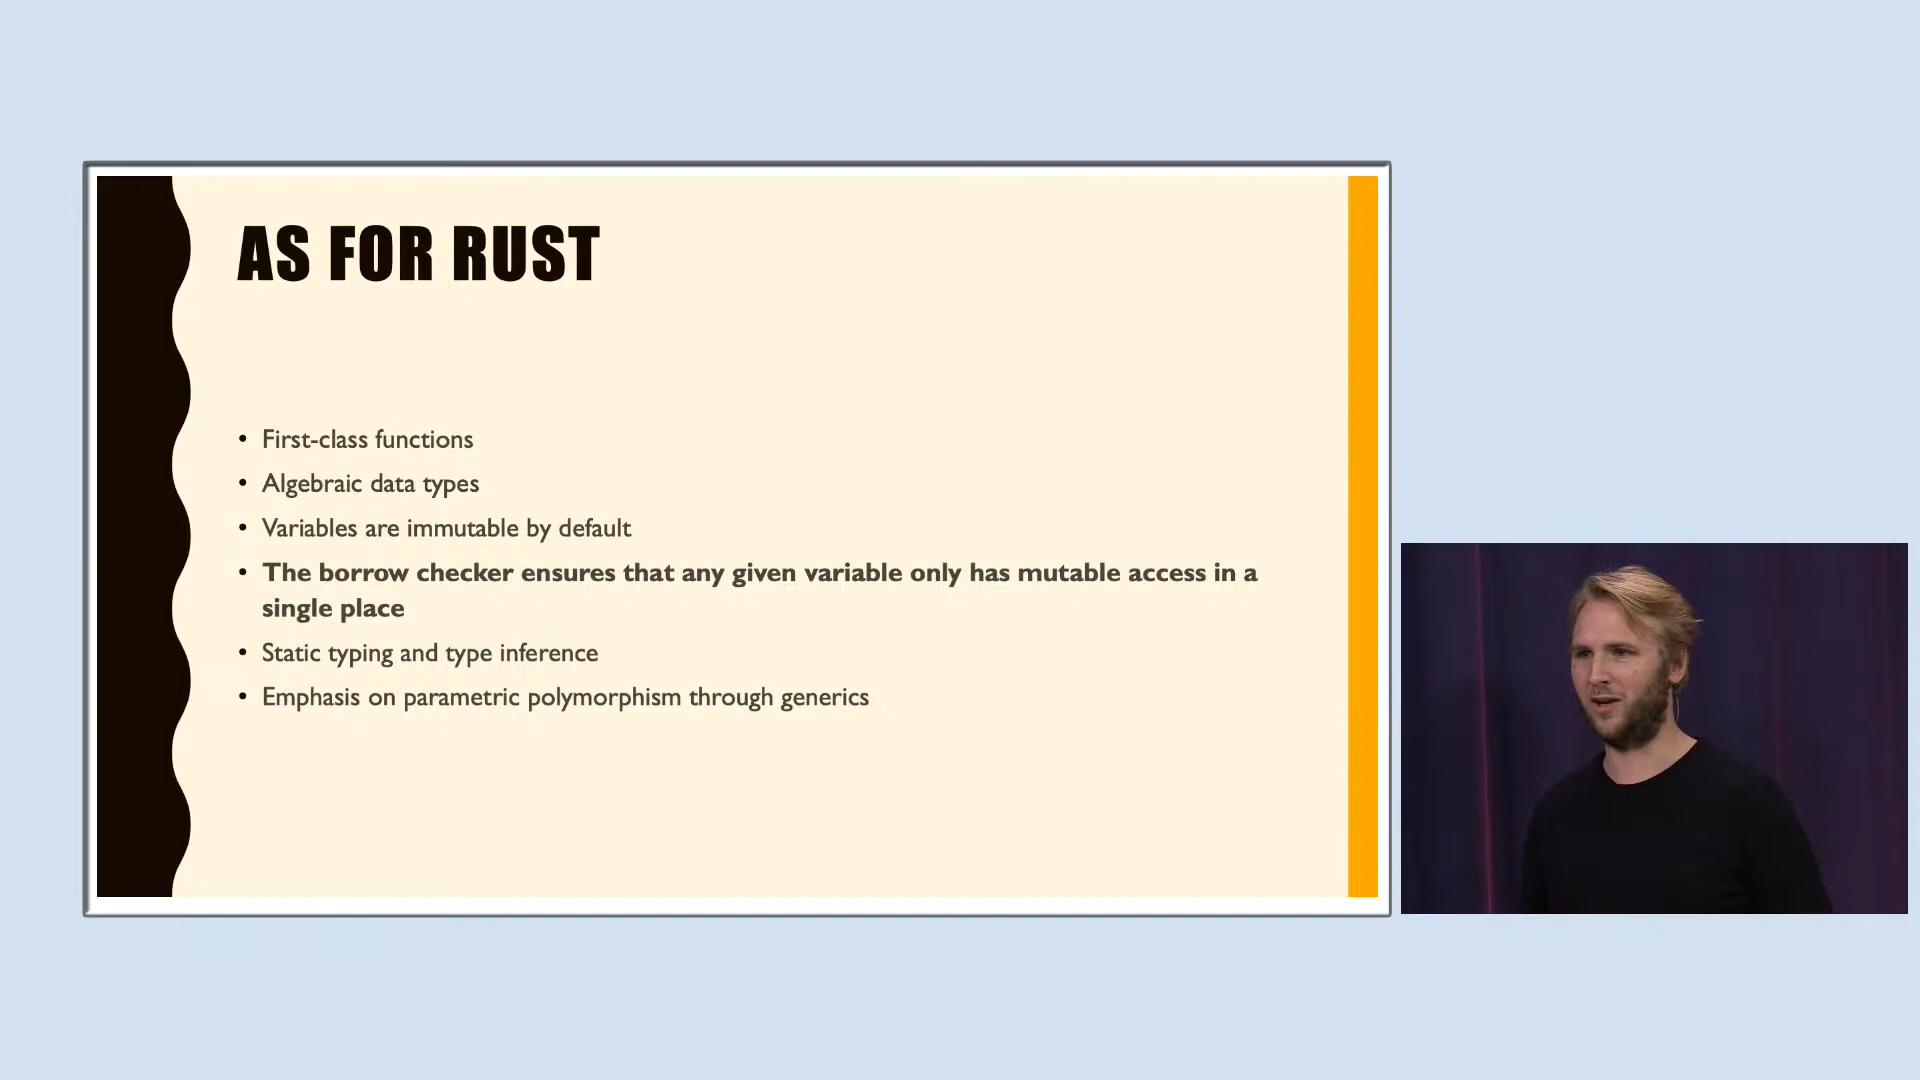 AS FOR RUST
• First-class functions
• Algebraic data types
• Variables are immutable by default
• The borrow checker ensures that any given variable only has mutable access in a
single place
• Static typing and type inference
• Emphasis on parametric polymorphism through generics